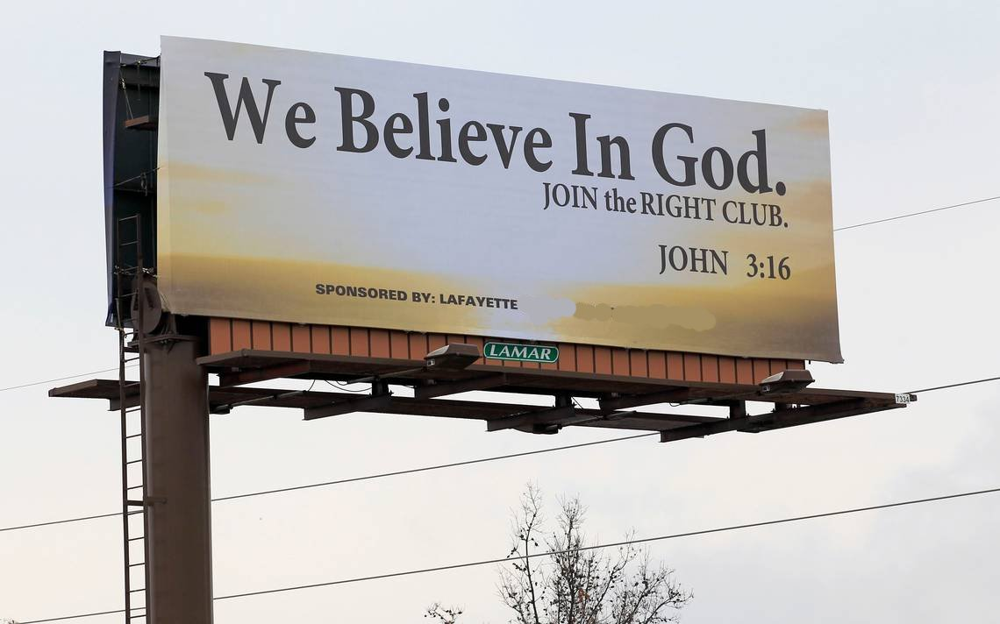 We Believe In God.
JOIN the RIGHT CLUB.
JOHN 3:16
SPONSORED BY: LAFAYETTE
LAMAR
7334